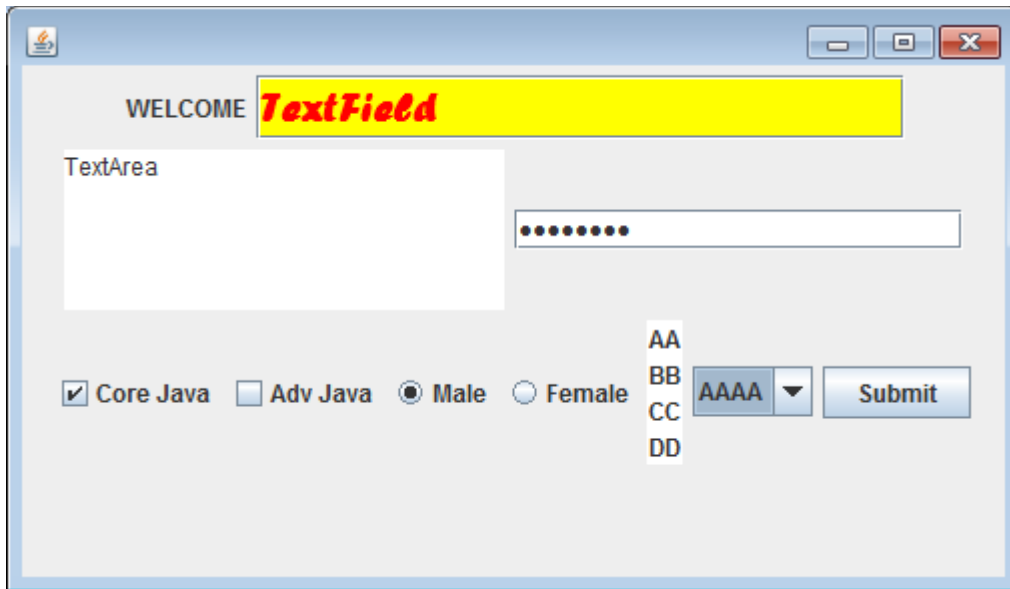 WELCOME TextField
TextArea
••••••••
Core Java Adv Java Male Female
AA
BB
CC
DD
AAAA
Submit